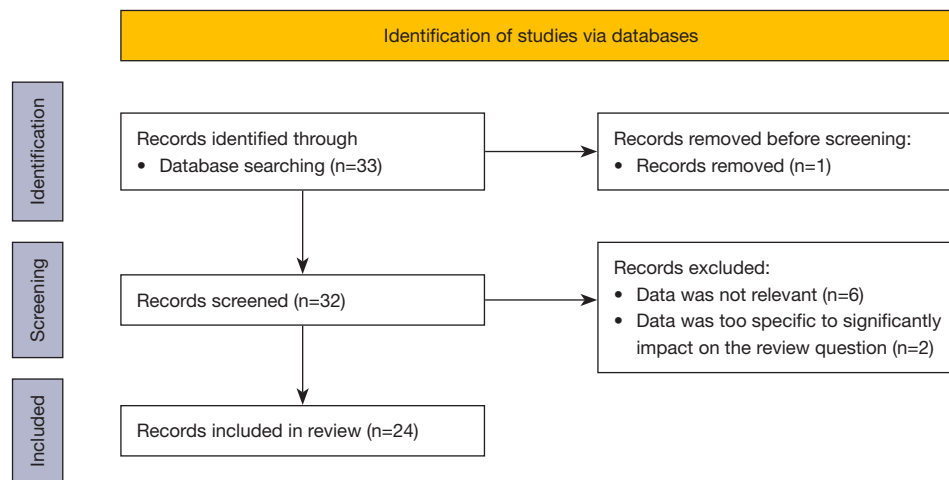 Identification of studies via databases
Identification
Records identified through
• Database searching (n=33)
Records removed before screening:
• Records removed (n=1)
Screening
Records screened (n=32)
Records excluded:
• Data was not relevant (n=6)
• Data was too specific to significantly
impact on the review question (n=2)
Included
Records included in review (n=24)